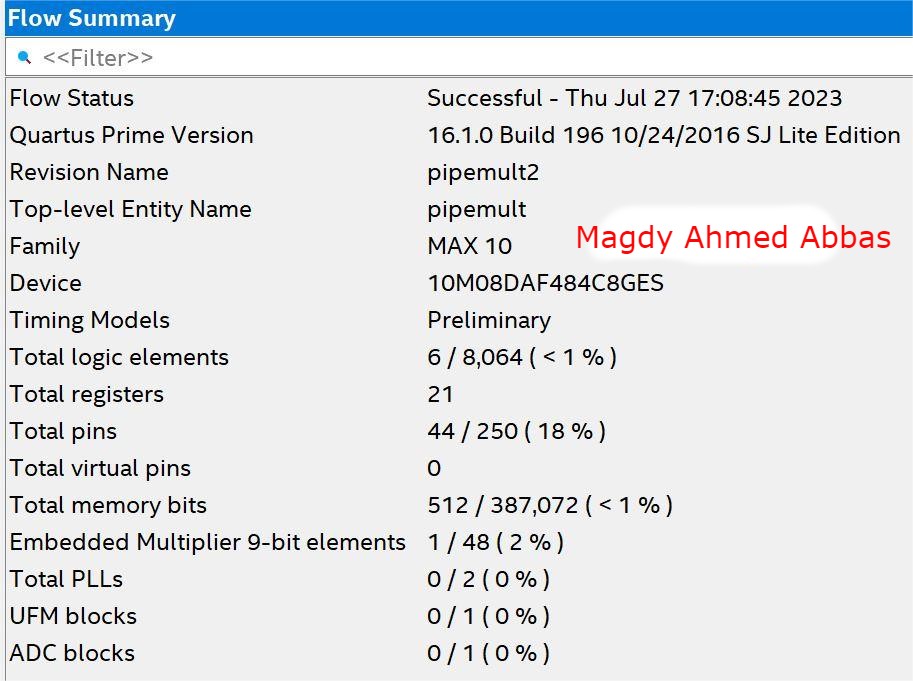 Flow Summary
<<Filter>>
Flow Status Successful - Thu Jul 27 17:08:45 2023
Quartus Prime Version 16.1.0 Build 196 10/24/2016 SJ Lite Edition
Revision Name pipemult2
Top-level Entity Name pipemult
Magdy Ahmed Abbas
Family MAX 10
Device 10M08DAF484C8GES
Timing Models Preliminary
Total logic elements 6 / 8,064 ( < 1 % )
Total registers 21
Total pins 44 / 250 ( 18 % )
Total virtual pins 0
Total memory bits 512 / 387,072 ( < 1 % )
Embedded Multiplier 9-bit elements 1 / 48 ( 2 % )
Total PLLs 0 / 2 ( 0 % )
UFM blocks 0 / 1 ( 0 % )
ADC blocks 0 / 1 ( 0 % )